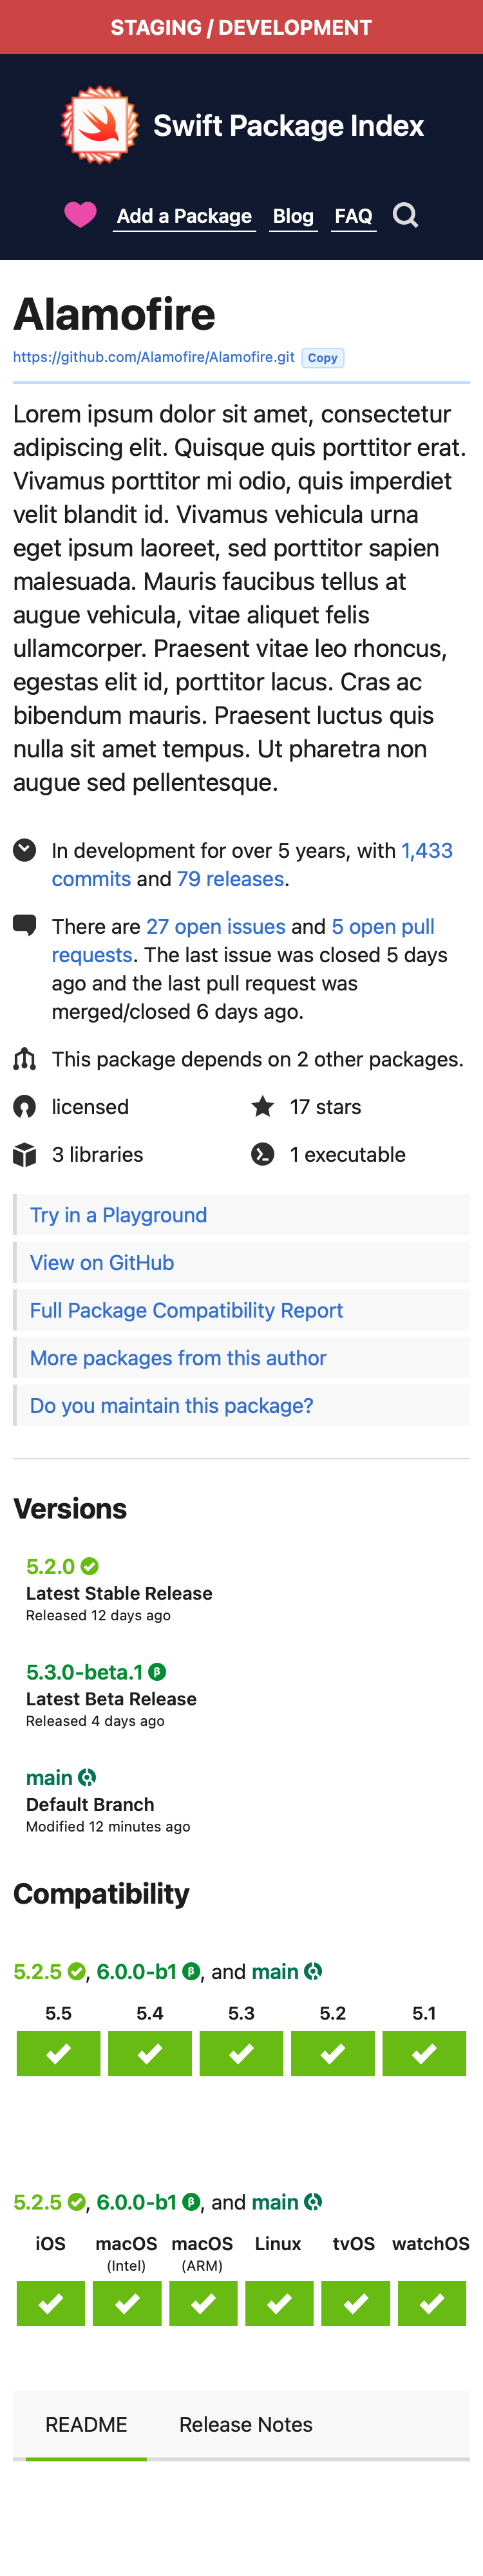 STAGING / DEVELOPMENT
Swift Package Index
Add a Package Blog FAQ
Alamofire
https://github.com/Alamofire/Alamofire.git Copy
Lorem ipsum dolor sit amet, consectetur
adipiscing elit. Quisque quis porttitor erat.
Vivamus porttitor mi odio, quis imperdiet
velit blandit id. Vivamus vehicula urna
eget ipsum laoreet, sed porttitor sapien
malesuada. Mauris faucibus tellus at
augue vehicula, vitae aliquet felis
ullamcorper. Praesent vitae leo rhoncus,
egestas elit id, porttitor lacus. Cras ac
bibendum mauris. Praesent luctus quis
nulla sit amet tempus. Ut pharetra non
augue sed pellentesque.
In development for over 5 years, with 1,433
commits and 79 releases.
There are 27 open issues and 5 open pull
requests. The last issue was closed 5 days
ago and the last pull request was
merged/closed 6 days ago.
This package depends on 2 other packages.
licensed 17 stars
3 libraries 1 executable
Try in a Playground
View on GitHub
Full Package Compatibility Report
More packages from this author
Do you maintain this package?
Versions
5.2.0
Latest Stable Release
Released 12 days ago
5.3.0-beta.1 β
Latest Beta Release
Released 4 days ago
main
Default Branch
Modified 12 minutes ago
Compatibility
5.2.5 , 6.0.0-b1 β, and main
5.5 5.4 5.3 5.2 5.1
5.2.5 , 6.0.0-b1 β, and main
iOS macOS macOS Linux tvOS watchOS
(Intel) (ARM)
README Release Notes